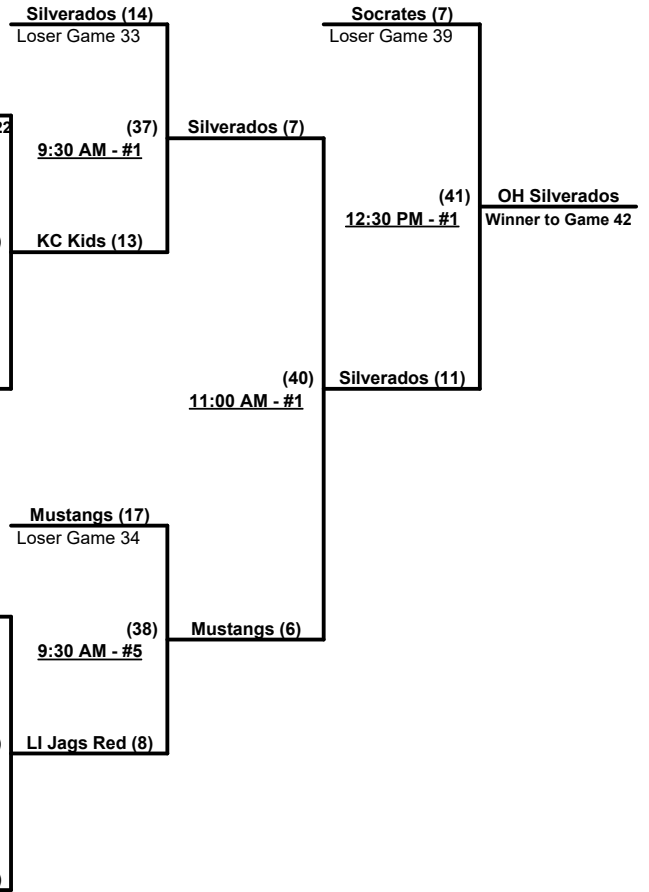 Silverados (14)
Loser Game 33
Socrates (7)
Loser Game 39
22
(37)
9:30 AM - #1
Silverados (7)
(41)
12:30 PM - #1
OH Silverados
Winner to Game 42
KC Kids (13)
(40)
11:00 AM - #1
Silverados (11)
Mustangs (17)
Loser Game 34
(38)
9:30 AM - #5
Mustangs (6)
LI Jags Red (8)